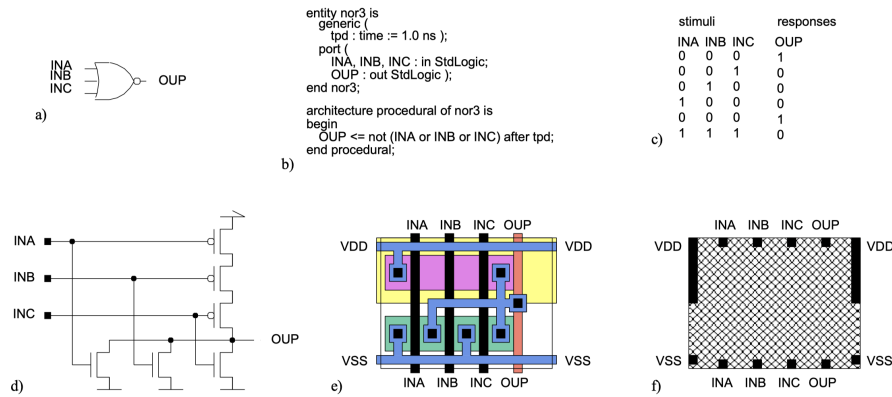 INA
INB
INC
OUP
a)
entity nor3 is
generic (
tpd : time := 1.0 ns );
port (
INA, INB, INC : in StdLogic;
OUP : out StdLogic );
end nor3;
architecture procedural of nor3 is
begin
OUP <= not (INA or INB or INC) after tpd;
end procedural;
b)
stimuli responses
INA INB INC OUP
0 0 0 1
0 0 1 0
0 1 0 0
1 0 0 0
0 0 0 1
1 1 1 0
c)
INA
INB
INC
OUP
d)
INA INB INC OUP
VDD VDD
VSS VSS
INA INB INC OUP
e)
INA INB INC OUP
VDD VDD
VSS VSS
INA INB INC OUP
f)